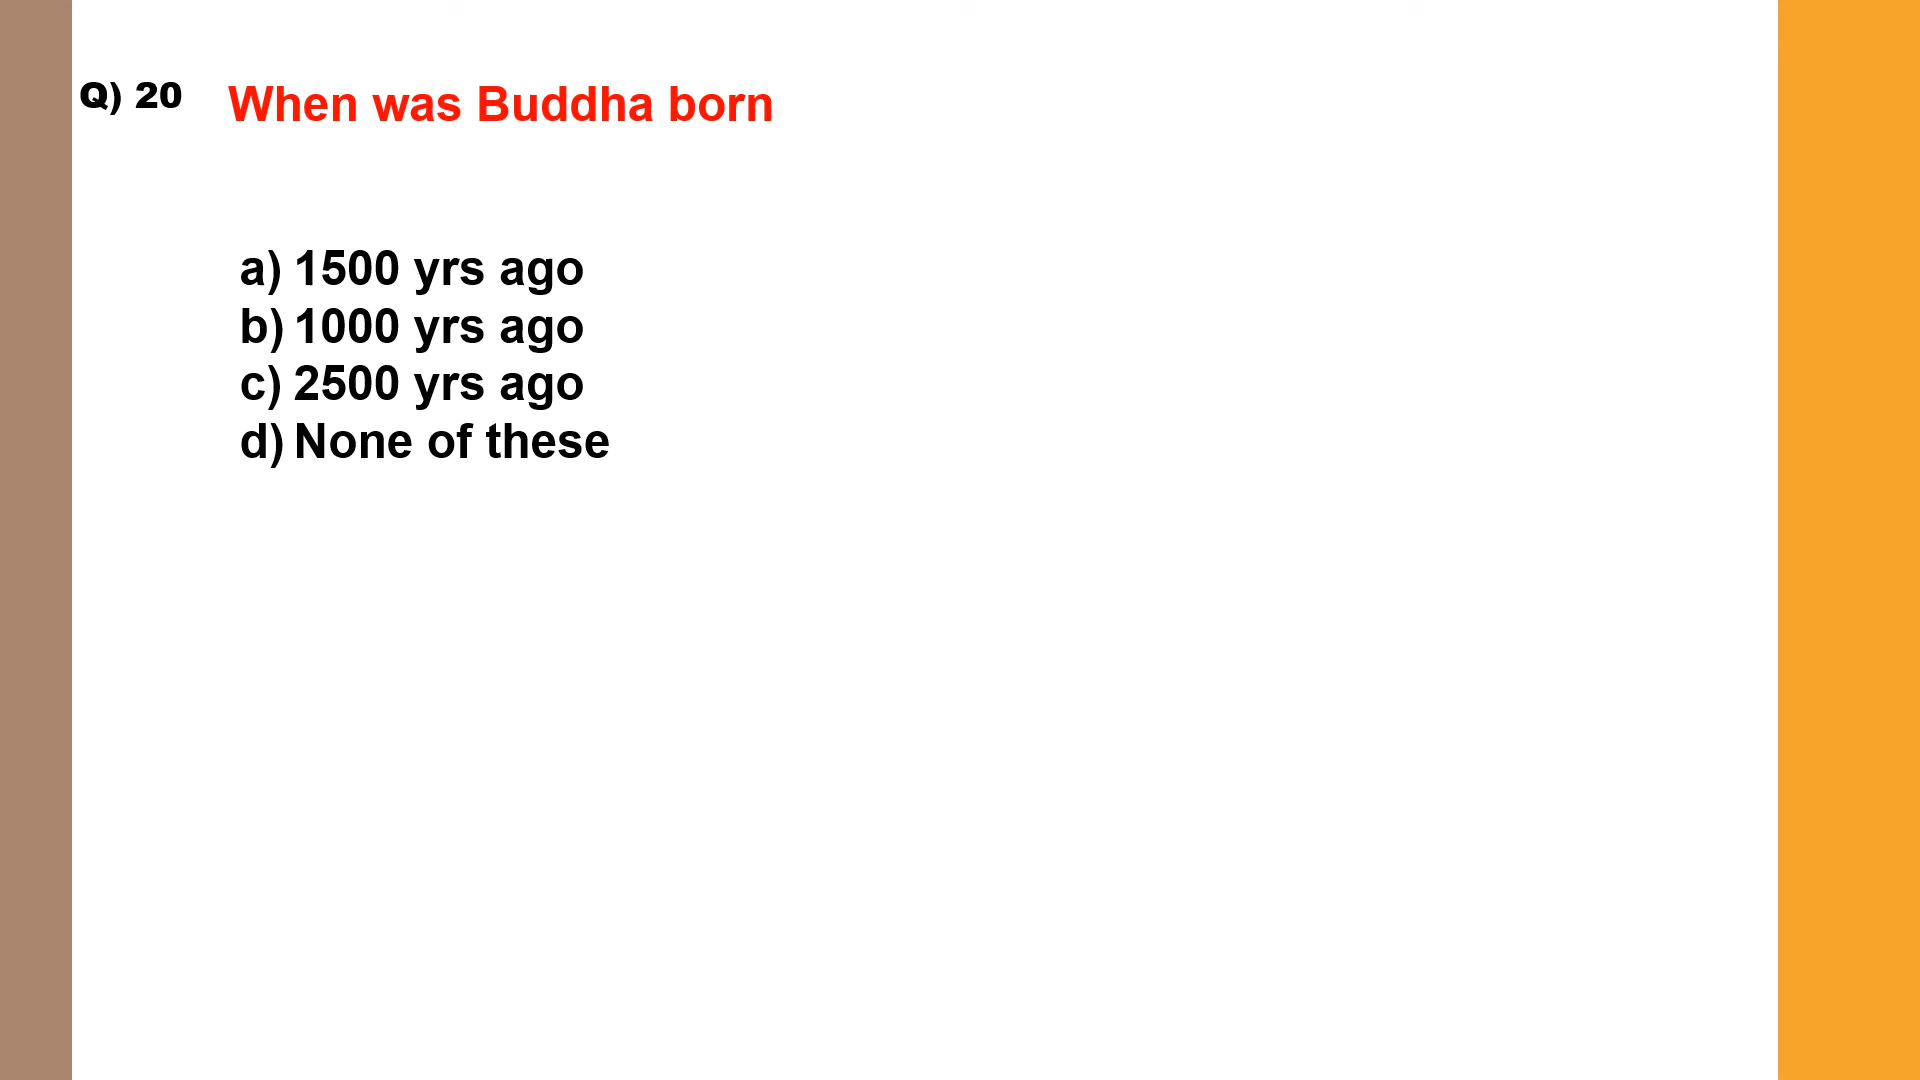 Q) 20 When was Buddha born
a) 1500 yrs ago
b) 1000 yrs ago
c) 2500 yrs ago
d) None of these